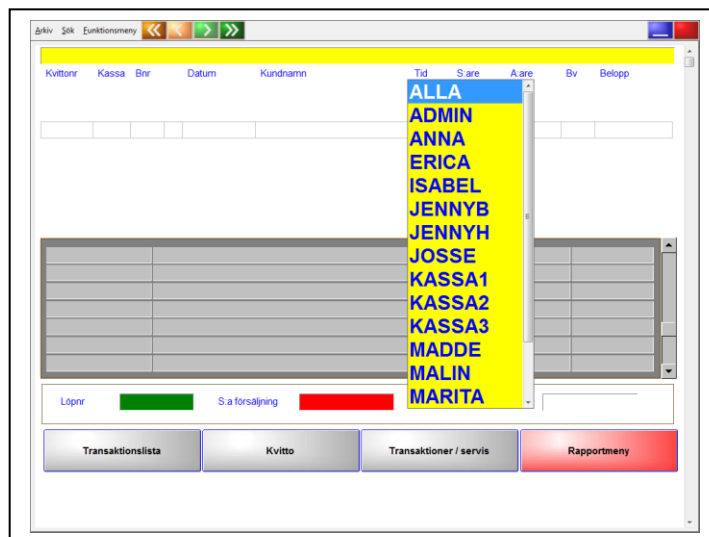 Arkiv Sök Funktionsmeny
Kvittonr Kassa Bnr Datum Kundnamn Tid S:are A:are Bv Belopp
ALLA
ADMIN
ANNA
ERICA
ISABEL
JENNYB
JENNYH
JOSSE
KASSA1
KASSA2
KASSA3
MADDE
MALIN
MARITA
Löpnr S:a försäljning
Transaktionslista Kvitto Transaktioner / servis Rapportmeny